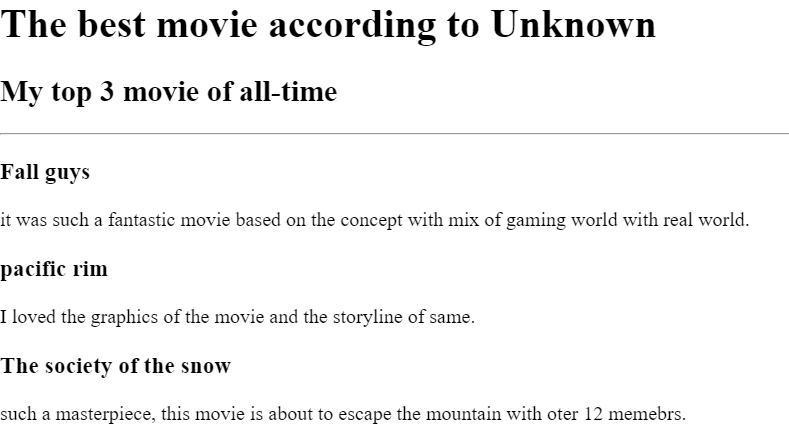 The best movie according to Unknown
My top 3 movie of all-time
Fall guys
it was such a fantastic movie based on the concept with mix of gaming world with real world.
pacific rim
I loved the graphics of the movie and the storyline of same.
The society of the snow
such a masterpiece, this movie is about to escape the mountain with oter 12 memebrs.